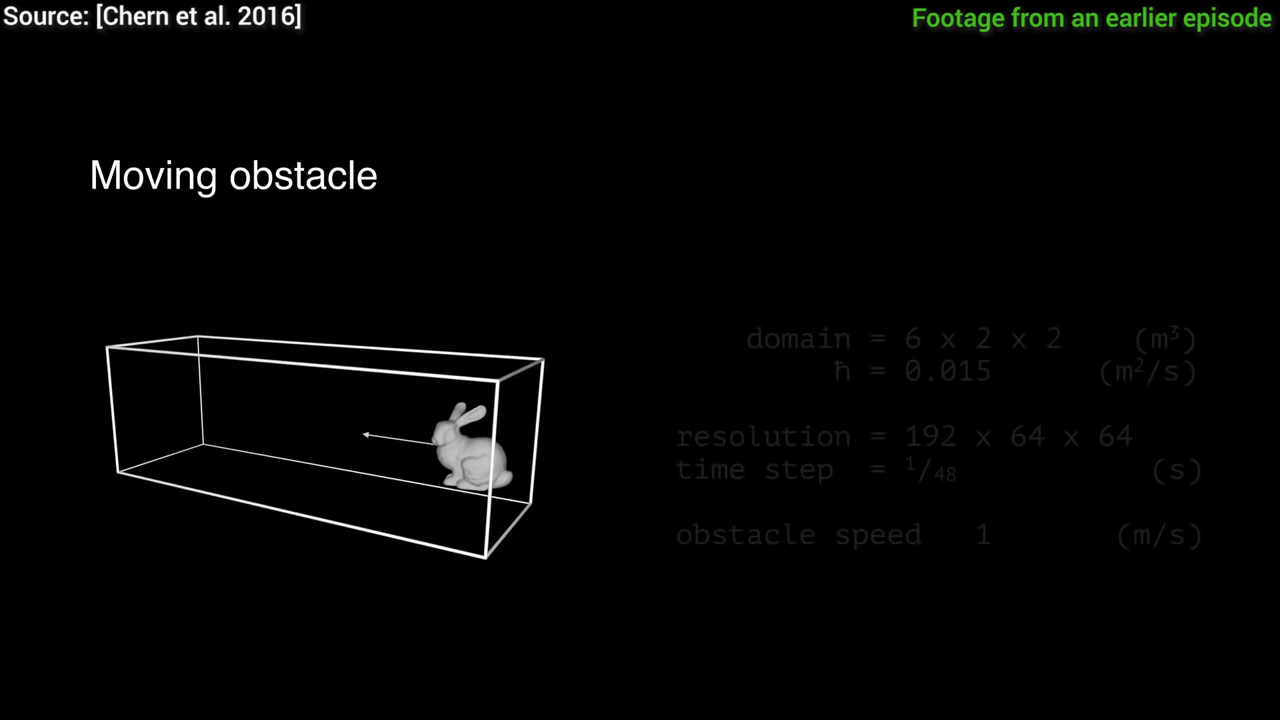 Source: [Chern et al. 2016]
Footage from an earlier episode
Moving obstacle
domain = 6 x 2 x 2 (m³)
ħ = 0.015 (m²/s)
resolution = 192 x 64 x 64
time step = ¹/₄₈ (s)
obstacle speed 1 (m/s)